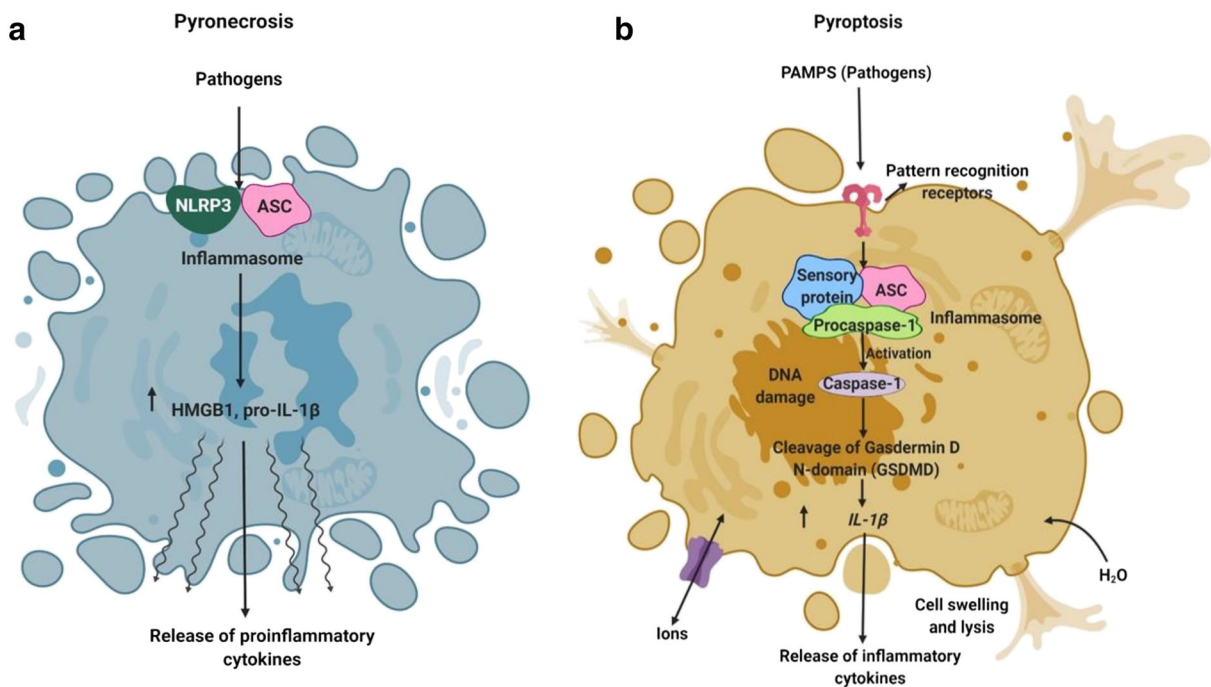 a
Pyronecrosis
Pathogens
NLRP3
ASC
Inflammasome
HMGB1, pro-IL-1β
Release of proinflammatory
cytokines
b
Pyroptosis
PAMPS (Pathogens)
Pattern recognition
receptors
Sensory
protein
ASC
Procaspase-1
Inflammasome
Activation
DNA
damage
Caspase-1
Cleavage of Gasdermin D
N-domain (GSDMD)
IL-1β
H₂O
Ions
Cell swelling
and lysis
Release of inflammatory
cytokines